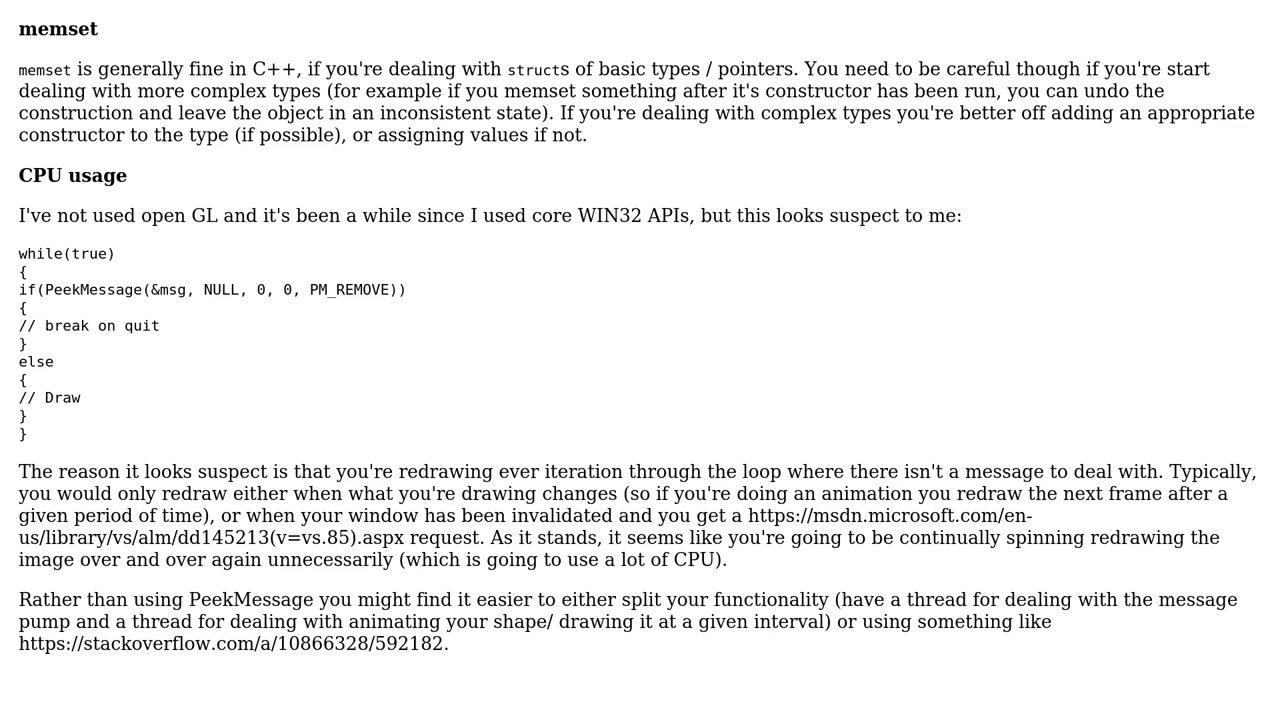 memset
memset is generally fine in C++, if you're dealing with structs of basic types / pointers. You need to be careful though if you're start
dealing with more complex types (for example if you memset something after it's constructor has been run, you can undo the
construction and leave the object in an inconsistent state). If you're dealing with complex types you're better off adding an appropriate
constructor to the type (if possible), or assigning values if not.
CPU usage
I've not used open GL and it's been a while since I used core WIN32 APIs, but this looks suspect to me:
while(true)
{
if(PeekMessage(&msg, NULL, 0, 0, PM_REMOVE))
{
// break on quit
}
else
{
// Draw
}
}
The reason it looks suspect is that you're redrawing ever iteration through the loop where there isn't a message to deal with. Typically,
you would only redraw either when what you're drawing changes (so if you're doing an animation you redraw the next frame after a
given period of time), or when your window has been invalidated and you get a https://msdn.microsoft.com/en-
us/library/vs/alm/dd145213(v=vs.85).aspx request. As it stands, it seems like you're going to be continually spinning redrawing the
image over and over again unnecessarily (which is going to use a lot of CPU).
Rather than using PeekMessage you might find it easier to either split your functionality (have a thread for dealing with the message
pump and a thread for dealing with animating your shape/ drawing it at a given interval) or using something like
https://stackoverflow.com/a/10866328/592182.